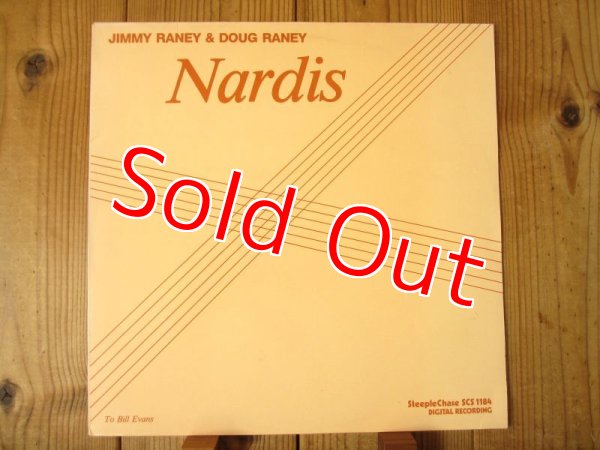 JIMMY RANEY & DOUG RANEY
Nardis
Sold Out
To Bill Evans
SteepleChase SCS 1184
DIGITAL RECORDING